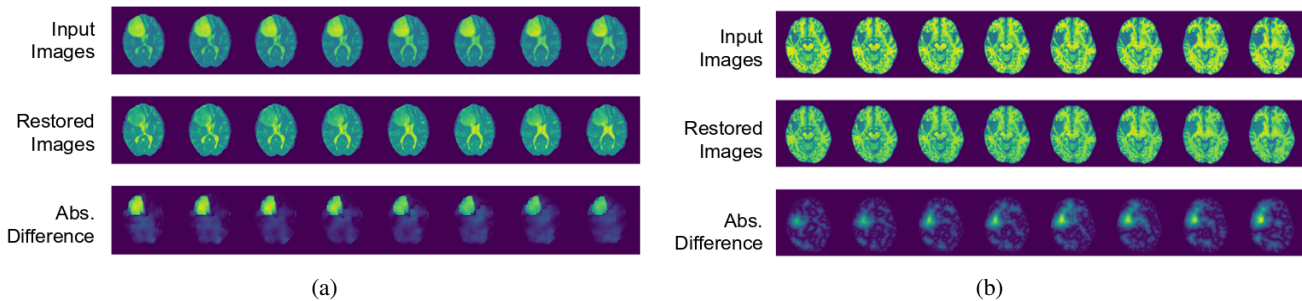 Input
Images
Restored
Images
Abs.
Difference
(a)
Input
Images
Restored
Images
Abs.
Difference
(b)